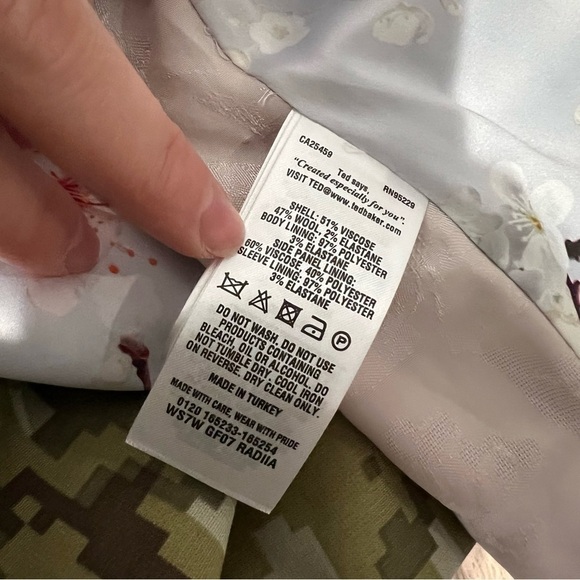 CA25459 RN95229
Ted says,
"Created especially for you".
VISIT TED@www.tedbaker.com
SHELL: 51% VISCOSE
47% WOOL, 2% ELASTANE
BODY LINING: 97% POLYESTER
3% ELASTANE
SIDE PANEL LINING:
60% VISCOSE, 40% POLYESTER
SLEEVE LINING: 97% POLYESTER
3% ELASTANE
P
DO NOT WASH. DO NOT USE
PRODUCTS CONTAINING
BLEACH, OIL OR ALCOHOL. DO
NOT TUMBLE DRY. COOL IRON
ON REVERSE. DRY CLEAN ONLY.
MADE IN TURKEY
MADE WITH CARE, WEAR WITH PRIDE
0120 165233-165254
WS7W GF07 RADIIA